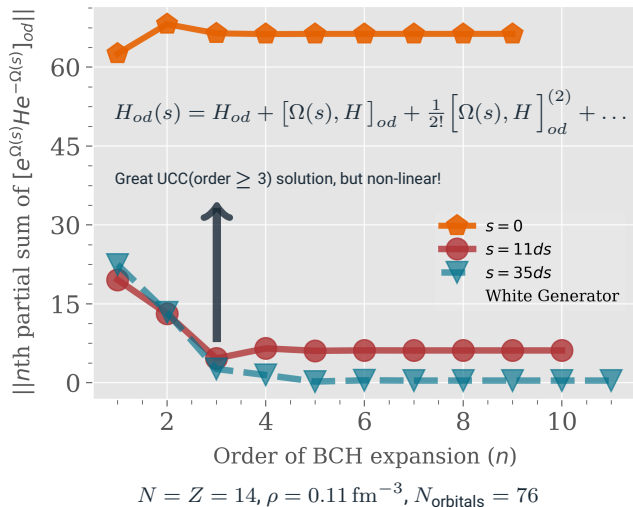 60
45
30
15
0
||nth partial sum of [e^{Ω(s)}He^{−Ω(s)}]_{od}||
H_{od}(s) = H_{od} + [Ω(s), H]_{od} + \frac{1}{2!}[Ω(s), H]_{od}^{(2)} + …
Great UCC(order ≥ 3) solution, but non-linear!
s = 0
s = 11ds
s = 35ds
White Generator
2 4 6 8 10
Order of BCH expansion (n)
N = Z = 14, ρ = 0.11 fm^{−3}, N_{orbitals} = 76